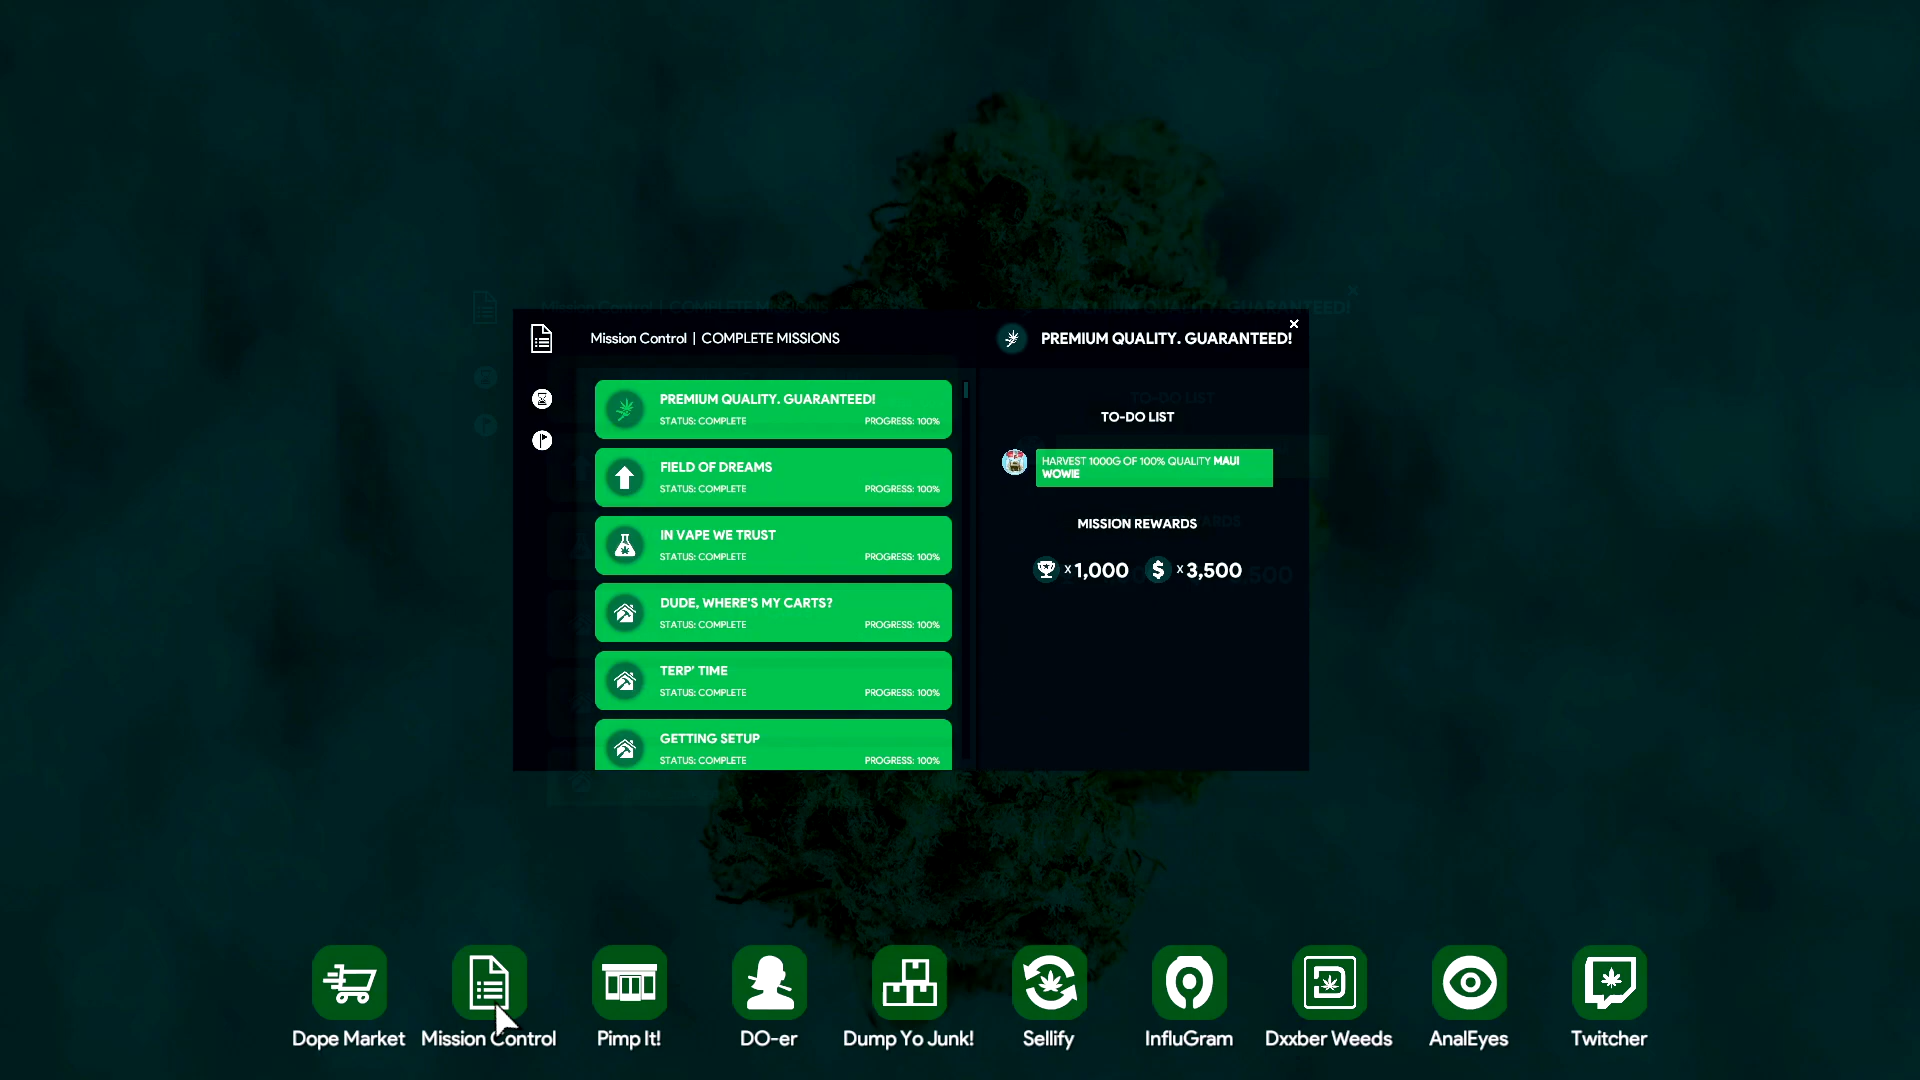 Mission Control | COMPLETE MISSIONS
PREMIUM QUALITY. GUARANTEED!
PREMIUM QUALITY. GUARANTEED!
STATUS: COMPLETE PROGRESS: 100%
FIELD OF DREAMS
STATUS: COMPLETE PROGRESS: 100%
IN VAPE WE TRUST
STATUS: COMPLETE PROGRESS: 100%
DUDE, WHERE'S MY CARTS?
STATUS: COMPLETE PROGRESS: 100%
TERP' TIME
STATUS: COMPLETE PROGRESS: 100%
GETTING SETUP
STATUS: COMPLETE PROGRESS: 100%
TO-DO LIST
HARVEST 1000G OF 100% QUALITY MAUI
WOWIE
MISSION REWARDS
x 1,000 $ x 3,500
Dope Market Mission Control Pimp It! DO-er Dump Yo Junk! Sellify InfluGram Dxxber Weeds AnalEyes Twitcher